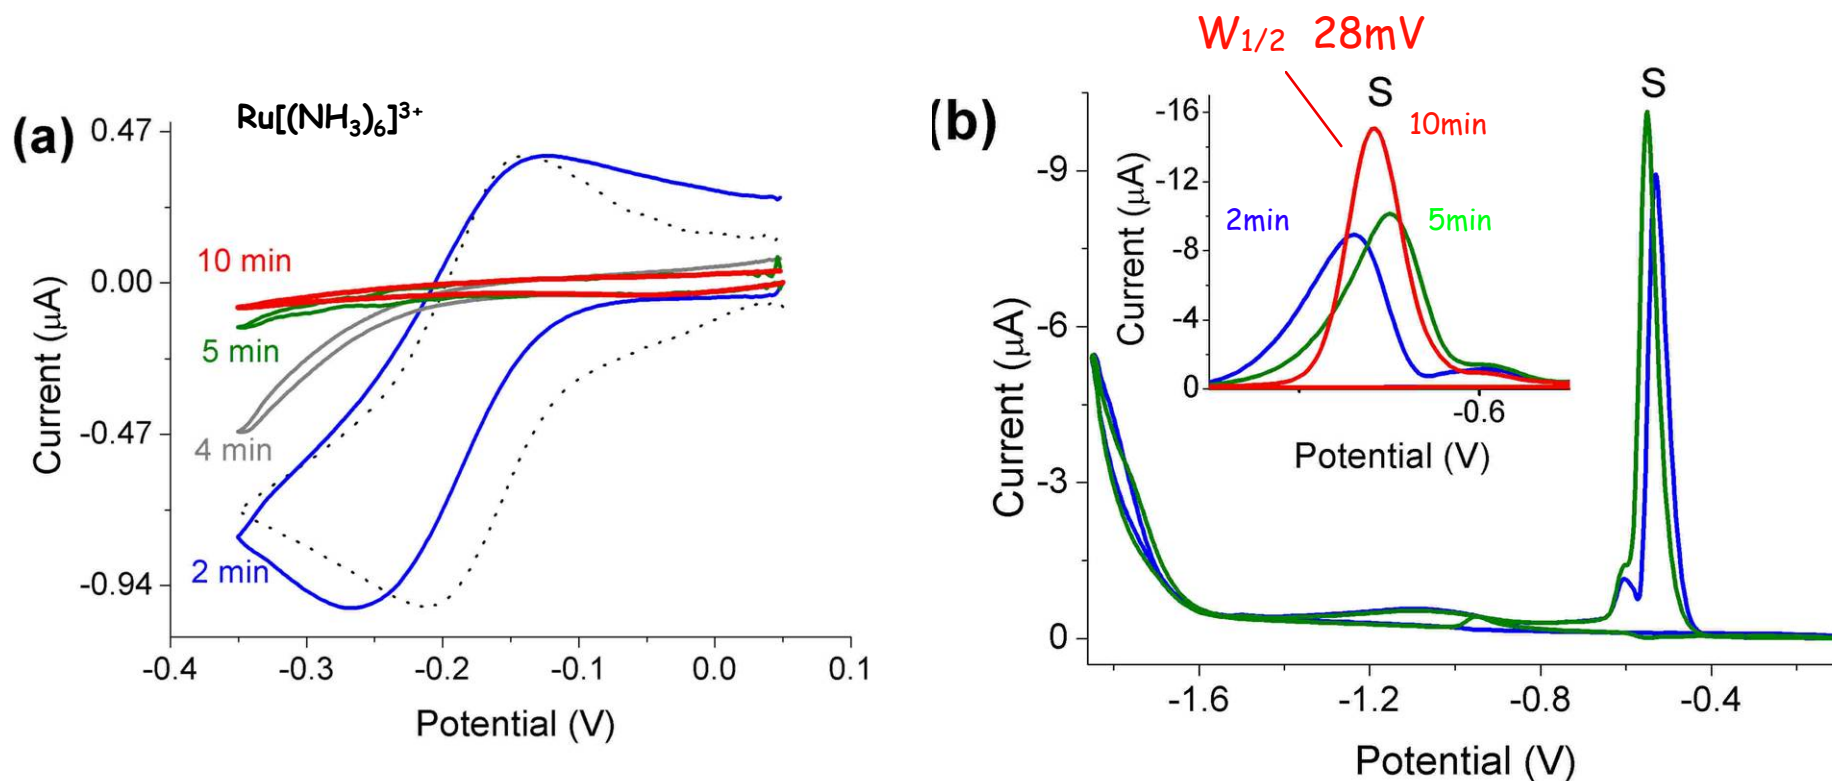 (a)
Ru[(NH₃)₆]³⁺
0.47
0.00
-0.47
-0.94
Current (μA)
10 min
5 min
4 min
2 min
-0.4
-0.3
-0.2
-0.1
0.0
0.1
Potential (V)
W1/2 28mV
(b)
S
S
-9
-6
-3
0
Current (μA)
-16
-12
-8
-4
0
Current (μA)
10min
2min
5min
-0.6
Potential (V)
-1.6
-1.2
-0.8
-0.4
Potential (V)